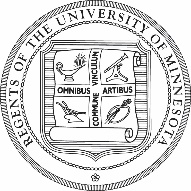 REGENTS OF THE UNIVERSITY OF MINNESOTA
OMNIBUS ARTIBUS
COMMUNE VINCULUM